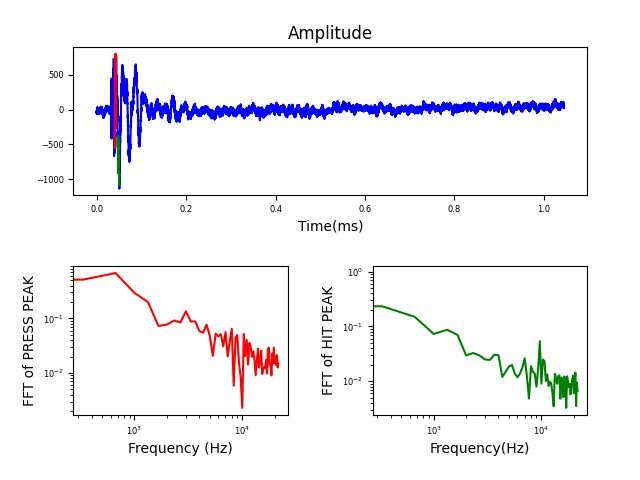 Amplitude
500
0
−500
−1000
0.0 0.2 0.4 0.6 0.8 1.0
Time(ms)
FFT of PRESS PEAK
10⁻¹
10⁻²
10³ 10⁴
Frequency (Hz)
FFT of HIT PEAK
10⁰
10⁻¹
10⁻²
10³ 10⁴
Frequency(Hz)